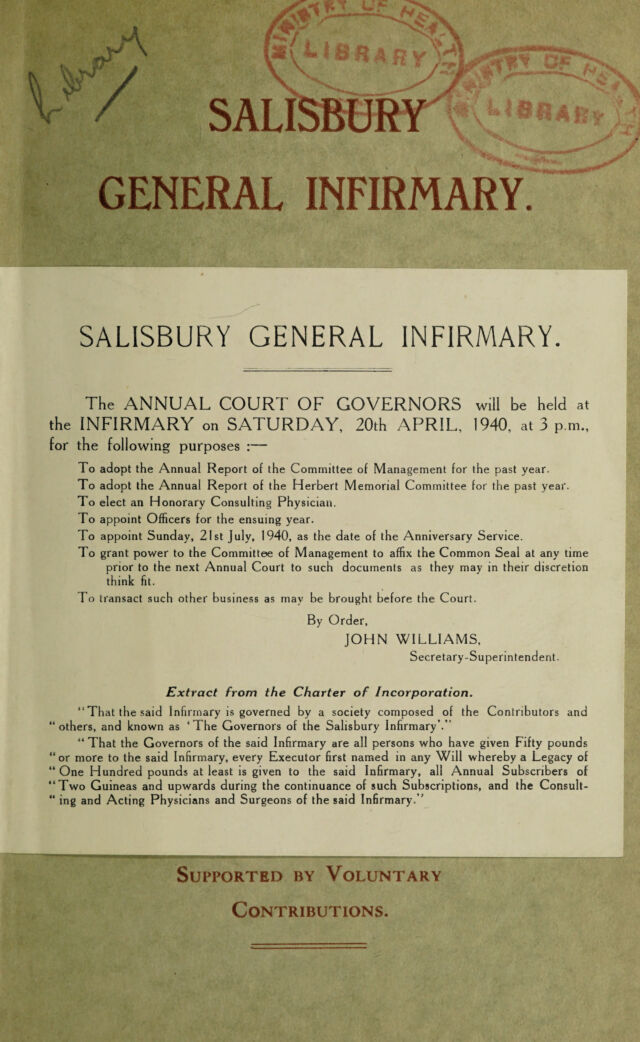 Library
MINISTRY OF HEALTH
LIBRARY
MINISTRY OF HEALTH
LIBRARY
SALISBURY
GENERAL INFIRMARY.
SALISBURY GENERAL INFIRMARY.
The ANNUAL COURT OF GOVERNORS will be held at
the INFIRMARY on SATURDAY, 20th APRIL, 1940, at 3 p.m.,
for the following purposes :—
To adopt the Annual Report of the Committee of Management for the past year.
To adopt the Annual Report of the Herbert Memorial Committee for the past year.
To elect an Honorary Consulting Physician.
To appoint Officers for the ensuing year.
To appoint Sunday, 21st July, 1940, as the date of the Anniversary Service.
To grant power to the Committee of Management to affix the Common Seal at any time
prior to the next Annual Court to such documents as they may in their discretion
think fit.
To transact such other business as may be brought before the Court.
By Order,
JOHN WILLIAMS,
Secretary-Superintendent.
Extract from the Charter of Incorporation.
"That the said Infirmary is governed by a society composed of the Contributors and
" others, and known as 'The Governors of the Salisbury Infirmary'."
" That the Governors of the said Infirmary are all persons who have given Fifty pounds
" or more to the said Infirmary, every Executor first named in any Will whereby a Legacy of
" One Hundred pounds at least is given to the said Infirmary, all Annual Subscribers of
" Two Guineas and upwards during the continuance of such Subscriptions, and the Consult-
" ing and Acting Physicians and Surgeons of the said Infirmary."
SUPPORTED BY VOLUNTARY
CONTRIBUTIONS.